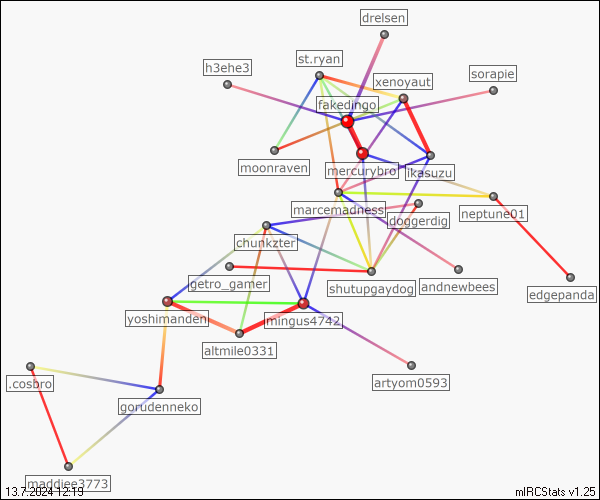 drelsen
st.ryan
h3ehe3
xenoyaut
sorapie
fakedingo
moonraven
mercurybro
ikasuzu
marcemadness
doggerdig
neptune01
chunkzter
getro_gamer
shutupgaydog
andnewbees
edgepanda
yoshimanden
mingus4742
altmile0331
artyom0593
.cosbro
gorudenneko
maddiee3773
13.7.2024 12:19
mIRCStats v1.25